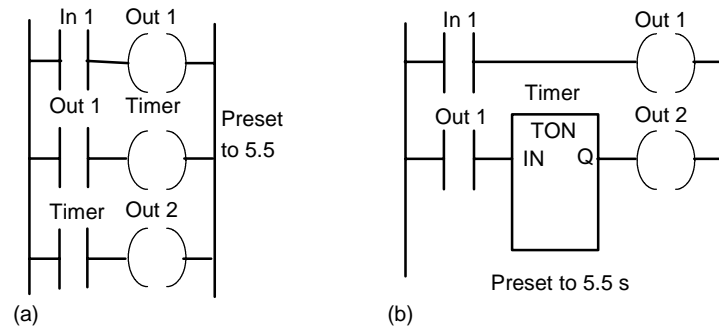 In 1 Out 1
Out 1 Timer
Preset
to 5.5
Timer Out 2
(a)
In 1 Out 1
Timer
Out 1 Out 2
TON
IN Q
Preset to 5.5 s
(b)